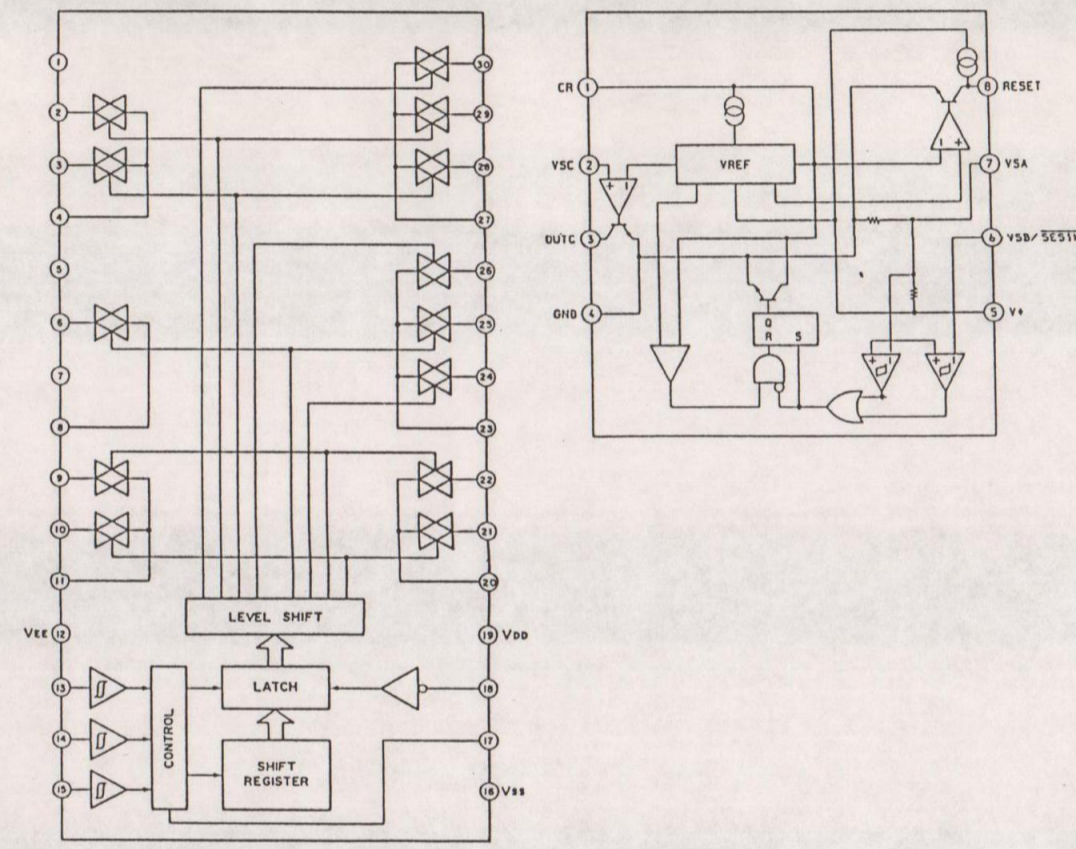 1
2
3
4
5
6
7
8
9
10
11
VEE 12
13
14
15
30
29
28
27
26
25
24
23
22
21
20
19 VDD
18
17
16 VSS
LEVEL SHIFT
LATCH
CONTROL
SHIFT
REGISTER
CR 1
VSC 2
OUTC 3
GND 4
8 RESET
7 VSA
6 VSB/
5 V+
VREF
+ -
- +
Q
R S
+ -
+ -